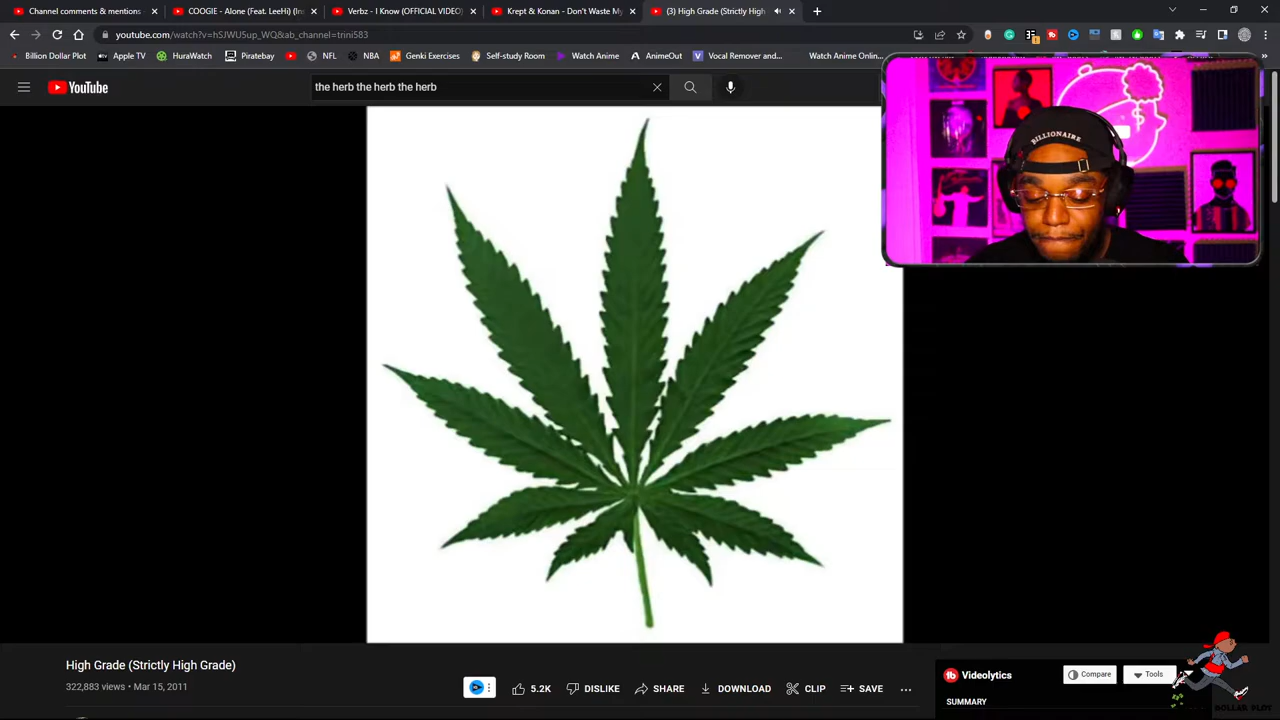 Channel comments & mentions
COOGIE - Alone (Feat. LeeHi) (In
Verbz - I Know (OFFICIAL VIDEO)
Krept & Konan - Don't Waste My
(3) High Grade (Strictly High
youtube.com/watch?v=hSJWU5up_WQ&ab_channel=trini583
Billion Dollar Plot
Apple TV
HuraWatch
Piratebay
NFL
NBA
Genki Exerises
Self-study Room
Watch Anime
AnimeOut
Vocal Remover and...
Watch Anime Online..
YouTube
the herb the herb the herb
BILLIONAIRE
High Grade (Strictly High Grade)
322,883 views • Mar 15, 2011
5.2K
DISLIKE
SHARE
DOWNLOAD
CLIP
SAVE
Videolytics
Compare
Tools
SUMMARY